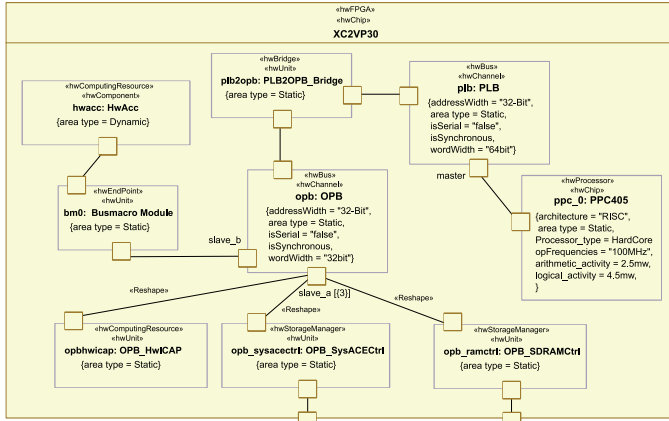 «hwFPGA»
«hwChip»
XC2VP30
«hwComputingResource»
«hwComponent»
hwacc: HwAcc
{area type = Dynamic}
«hwBridge»
«hwUnit»
plb2opb: PLB2OPB_Bridge
{area type = Static}
«hwBus»
«hwChannel»
plb: PLB
{addressWidth = "32-Bit",
area type = Static,
isSerial = "false",
isSynchronous,
wordWidth = "64bit"}
master
«hwEndPoint»
«hwUnit»
bm0: Busmacro Module
{area type = Static}
«hwBus»
«hwChannel»
opb: OPB
{addressWidth = "32-Bit",
area type = Static,
isSerial = "false",
isSynchronous,
wordWidth = "32bit"}
slave_b
«hwProcessor»
«hwChip»
ppc_0: PPC405
{architecture = "RISC",
area type = Static,
Processor_type = HardCore
opFrequencies = "100MHz",
arithmetic_activity = 2.5mw,
logical_activity = 4.5mw,
}
slave_a [{3}]
«Reshape»
«Reshape»
«Reshape»
«hwComputingResource»
«hwUnit»
opbhwicap: OPB_HwICAP
{area type = Static}
«hwStorageManager»
«hwUnit»
opb_sysacectrl: OPB_SysACECtrl
{area type = Static}
«hwStorageManager»
«hwUnit»
opb_ramctrl: OPB_SDRAMCtrl
{area type = Static}